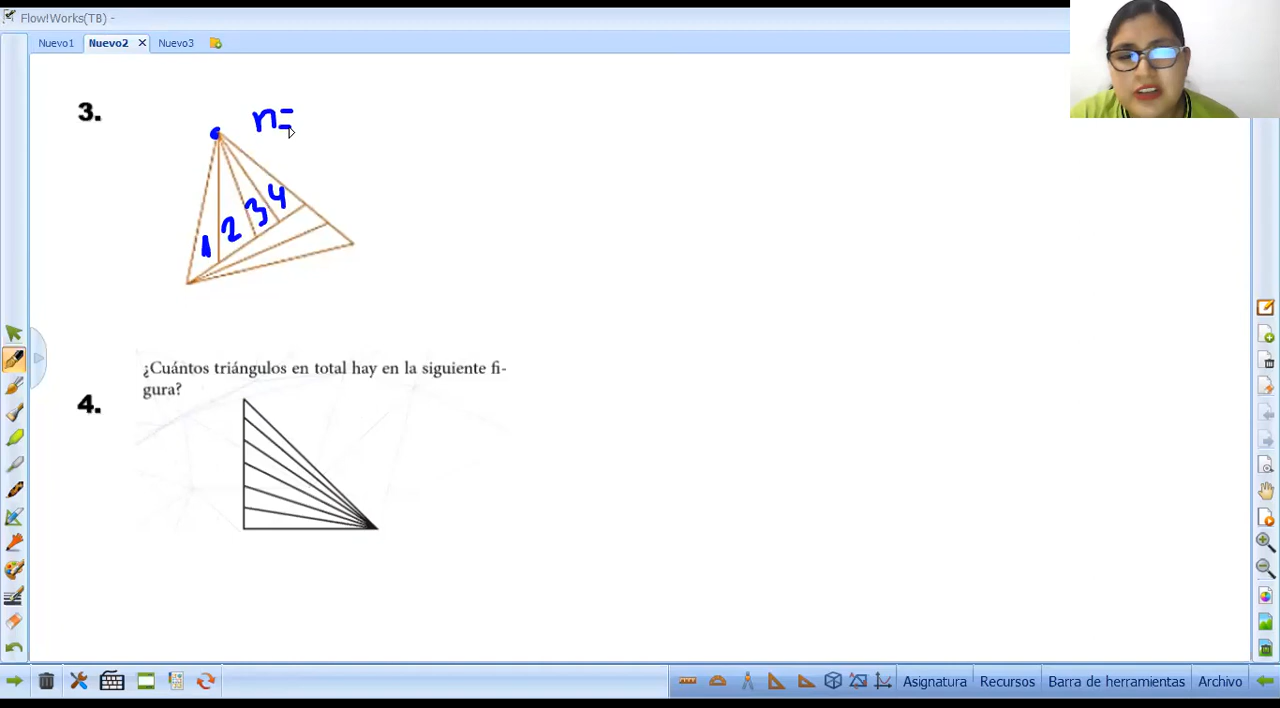 Flow!Works(TB) -
Nuevo1 Nuevo2 Nuevo3
3.
n=
1 2 3 4
¿Cuántos triángulos en total hay en la siguiente fi-
gura?
4.
Asignatura Recursos Barra de herramientas Archivo